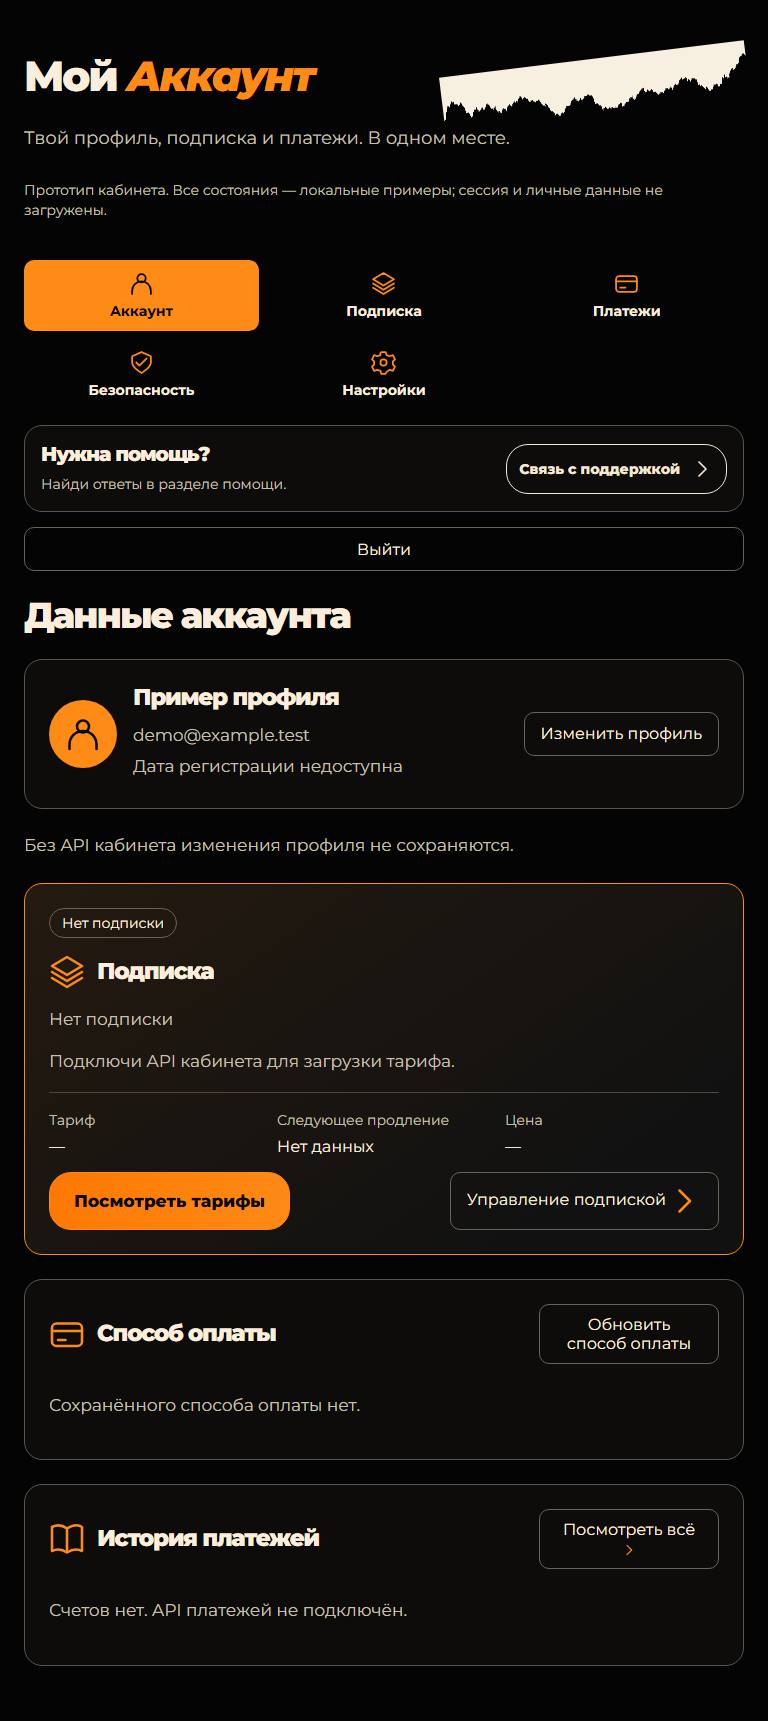 Мой Аккаунт
Твой профиль, подписка и платежи. В одном месте.
Прототип кабинета. Все состояния — локальные примеры; сессия и личные данные не
загружены.
Аккаунт
Подписка
Платежи
Безопасность
Настройки
Нужна помощь?
Найди ответы в разделе помощи.
Связь с поддержкой
Выйти
Данные аккаунта
Пример профиля
demo@example.test
Дата регистрации недоступна
Изменить профиль
Без API кабинета изменения профиля не сохраняются.
Нет подписки
Подписка
Нет подписки
Подключи API кабинета для загрузки тарифа.
Тариф
—
Следующее продление
Нет данных
Цена
—
Посмотреть тарифы
Управление подпиской
Способ оплаты
Обновить
способ оплаты
Сохранённого способа оплаты нет.
История платежей
Посмотреть всё
Счетов нет. API платежей не подключён.